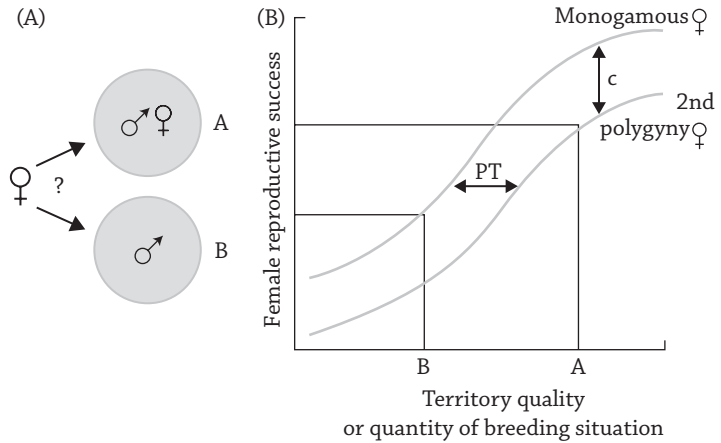 (A)
A
?
B
(B)
Female reproductive success
Monogamous♀
c
2nd
polygyny♀
PT
B
A
Territory quality
or quantity of breeding situation